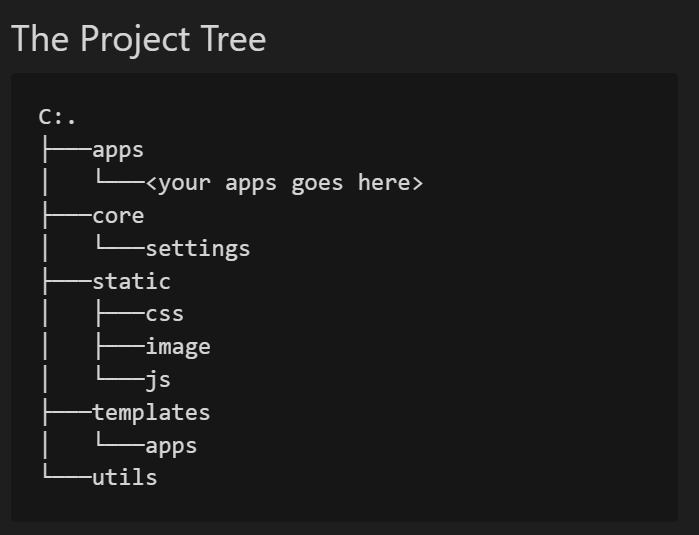 The Project Tree
C:.
├───apps
│   └───<your apps goes here>
├───core
│   └───settings
├───static
│   ├───css
│   ├───image
│   └───js
├───templates
│   └───apps
└───utils